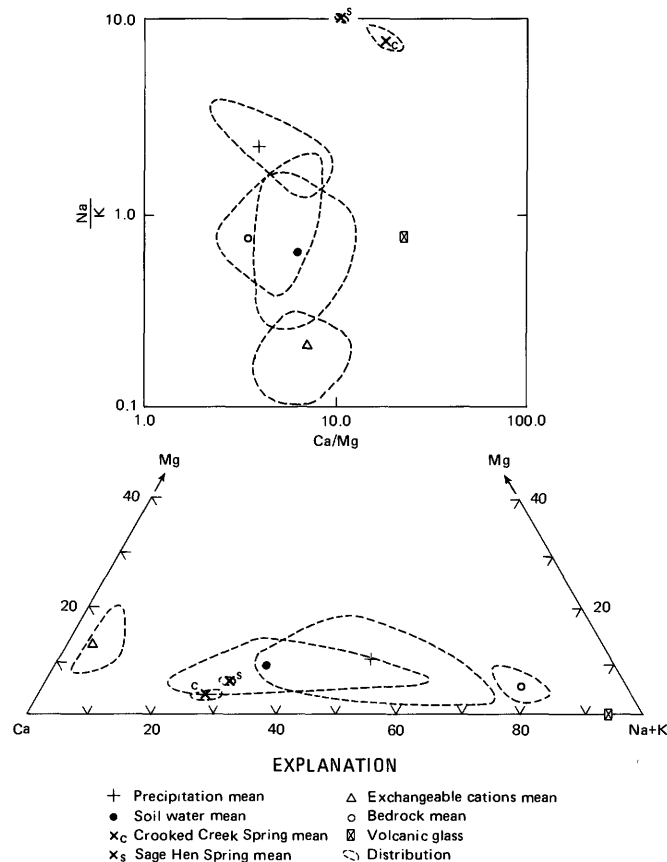 10.0
S
C
Na
K
1.0
0.1
1.0
10.0
100.0
Ca/Mg
Mg
Mg
40
40
20
20
C
S
Ca
20
40
60
80
Na+K
EXPLANATION
Precipitation mean
Exchangeable cations mean
Soil water mean
Bedrock mean
C Crooked Creek Spring mean
Volcanic glass
S Sage Hen Spring mean
Distribution